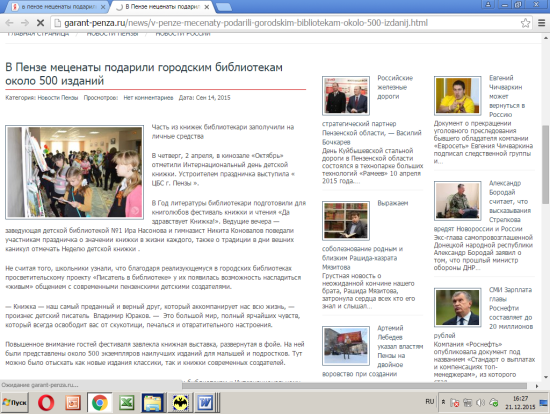 в пензе меценаты подарили
В Пензе меценаты подарил
garant-penza.ru/news/v-penze-mecenaty-podarili-gorodskim-bibliotekam-okolo-500-izdanij.html
ГЛАВНАЯ СТРАНИЦА НОВОСТИ ПЕНЗЫ НОВОСТИ РОССИИ
В Пензе меценаты подарили городским библиотекам
около 500 изданий
Категория: Новости Пензы Просмотров: Нет комментариев Дата: Сен 14, 2015
Часть из книжек библиотекари заполучили на
личные средства
В четверг, 2 апреля, в кинозале «Октябрь»
отметили Интернациональный день детской
книжки. Устроителем праздника выступила «
ЦБС г. Пензы ».
В Год литературы библиотекари подготовили для
книголюбов фестиваль книжки и чтения «Да
здравствует Книжка!». Ведущие вечера —
заведующая детской библиотекой №1 Ира Насонова и гимназист Никита Коновалов поведали
участникам праздничка о значении книжки в жизни каждого, также о традиции в дни вешних
каникул отмечать Неделю детской книжки .
Не считая того, школьники узнали, что благодаря реализующемуся в городских библиотеках
просветительскому проекту «Писатель в библиотеке» у их появилась возможность насладиться
«живым» общением с современными пензенскими детскими создателями.
— Книжка — наш самый преданный и верный друг, который аккомпанирует нас всю жизнь, —
произнес детский писатель Владимир Юраков. — Это большой мир, полный ярчайших чувств,
который всегда освободит вас от скукотищи, печалься и отвратительного настроения.
Повышенное внимание гостей фестиваля завлекла книжная выставка, развернутая в фойе. На ней
были представлены около 500 экземпляров наилучших изданий для малышей и подростков. Тут
можно было отыскать как новые издания классики, так и книжки современных создателей.
Российские
железные
дороги
стратегический партнер
Пензенской области, — Василий
Бочкарев
День Куйбышевской стальной
дороги в Пензенской области
состоялся в технопарке больших
технологий «Рамеев» 10 апреля
2015 года…
Выражаем
соболезнование родным и
близким Рашида-хазрата
Мязитова
Грустная новость о
неожиданной кончине нашего
брата, Рашида Мязитова,
затронула сердца всех кто его
знал и слышал…
Артемий
Лебедев
указал властям
Пензы на
двойное
воровство при создании
Евгений
Чичваркин
может
вернуться в
Россию
Документ о прекращении
уголовного преследования
бывшего обладателя компании
«Евросеть» Евгения Чичваркина
подписал следственной группы
и…
Александр
Бородай
считает, что
высказывания
Стрелкова
вредят Новороссии и России
Экс-глава самопровозглашенной
Донецкой народной республики
Александр Бородай заявил о
том, что прошлый министр
обороны ДНР…
СМИ Зарплата
главы
Роснефти
составляет до
20 миллионов
рублей
Компания «Роснефть»
опубликовала документ под
названием «Стандарт о выплатах
и компенсациях топ-
менеджерам», из которого
Ожидание garant-penza.ru...
Пуск
RU
16:27
21.12.2015